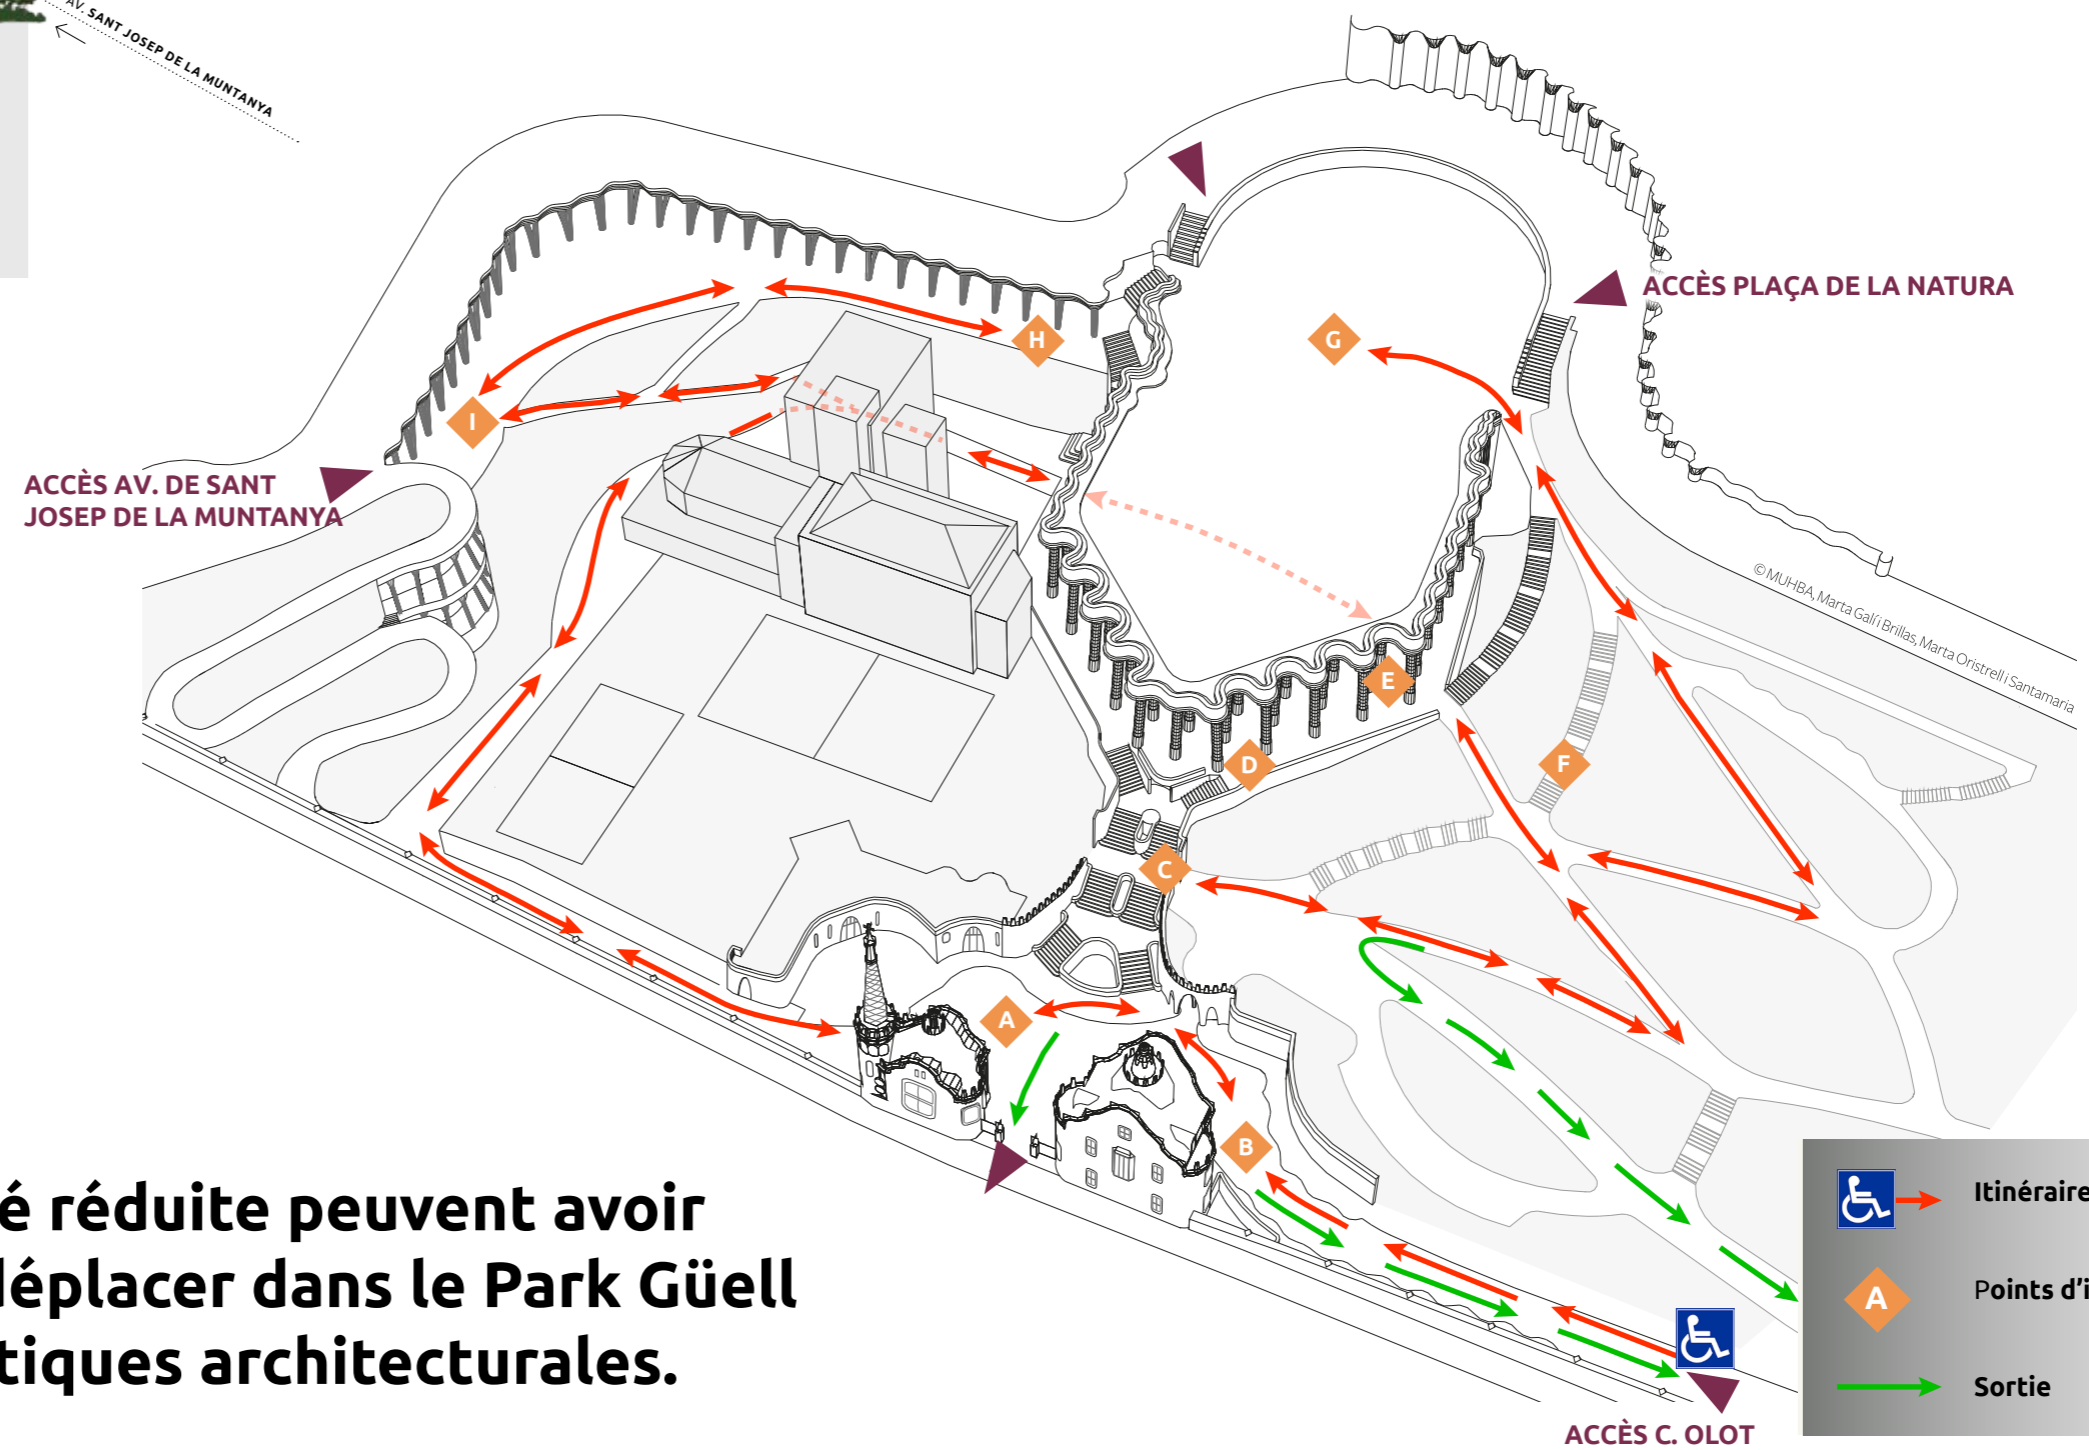 AV. SANT JOSEP DE LA MUNTANYA
ACCÈS PLAÇA DE LA NATURA
H
G
I
ACCÈS AV. DE SANT
JOSEP DE LA MUNTANYA
© MUHBA, Marta Galí i Brillas, Marta Oristrell i Santamaria
E
D
F
C
A
B
é réduite peuvent avoir
déplacer dans le Park Güell
tiques architecturales.
Itinéraire
A
Points d’i
Sortie
ACCÈS C. OLOT